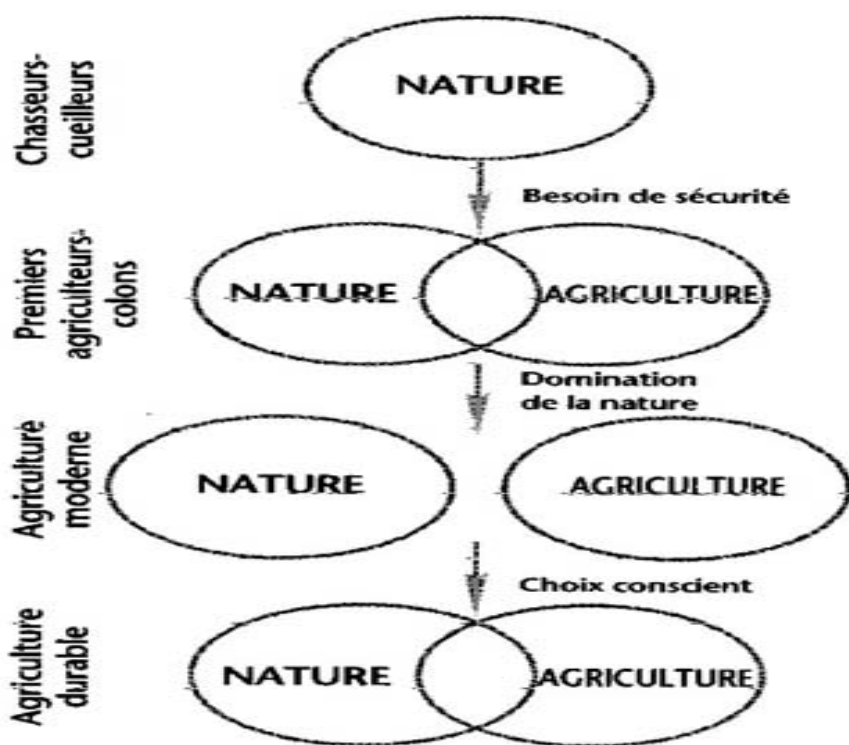 Chasseurs-
cueilleurs
NATURE
Besoin de sécurité
Premiers
agriculteurs-
colons
NATURE
AGRICULTURE
Domination
de la nature
Agriculture
moderne
NATURE
AGRICULTURE
Choix conscient
Agriculture
durable
NATURE
AGRICULTURE